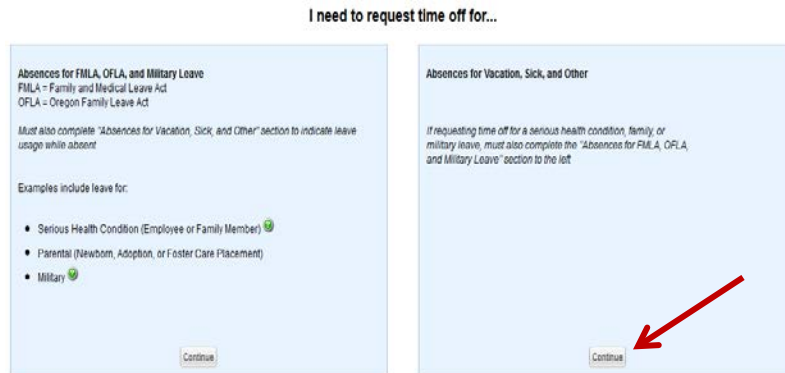 I need to request time off for...
Absences for FMLA, OFLA, and Military Leave
FMLA = Family and Medical Leave Act
OFLA = Oregon Family Leave Act
Must also complete "Absences for Vacation, Sick, and Other" section to indicate leave
usage while absent
Examples include leave for:
• Serious Health Condition (Employee or Family Member)
• Parental (Newborn, Adoption, or Foster Care Placement)
• Military
Continue
Absences for Vacation, Sick, and Other
If requesting time off for a serious health condition, family, or
military leave, must also complete the "Absences for FMLA, OFLA,
and Military Leave" section to the left
Continue